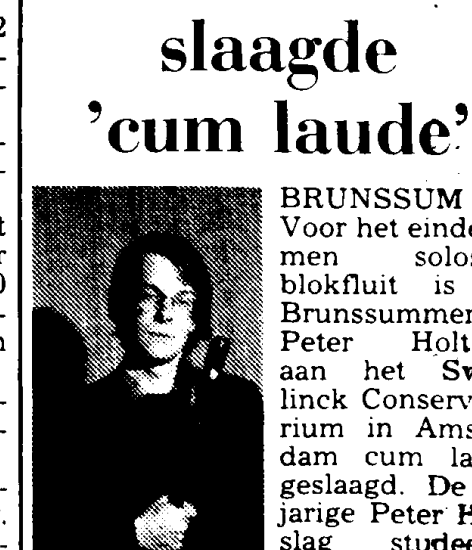 slaagde
'cum laude'
BRUNSSUM
Voor het einde
men solos
blokfluit is
Brunssummer
Peter Holt
aan het Sw
linck Conserv
rium in Ams
dam cum la
geslaagd. De
jarige Peter H
slag studee